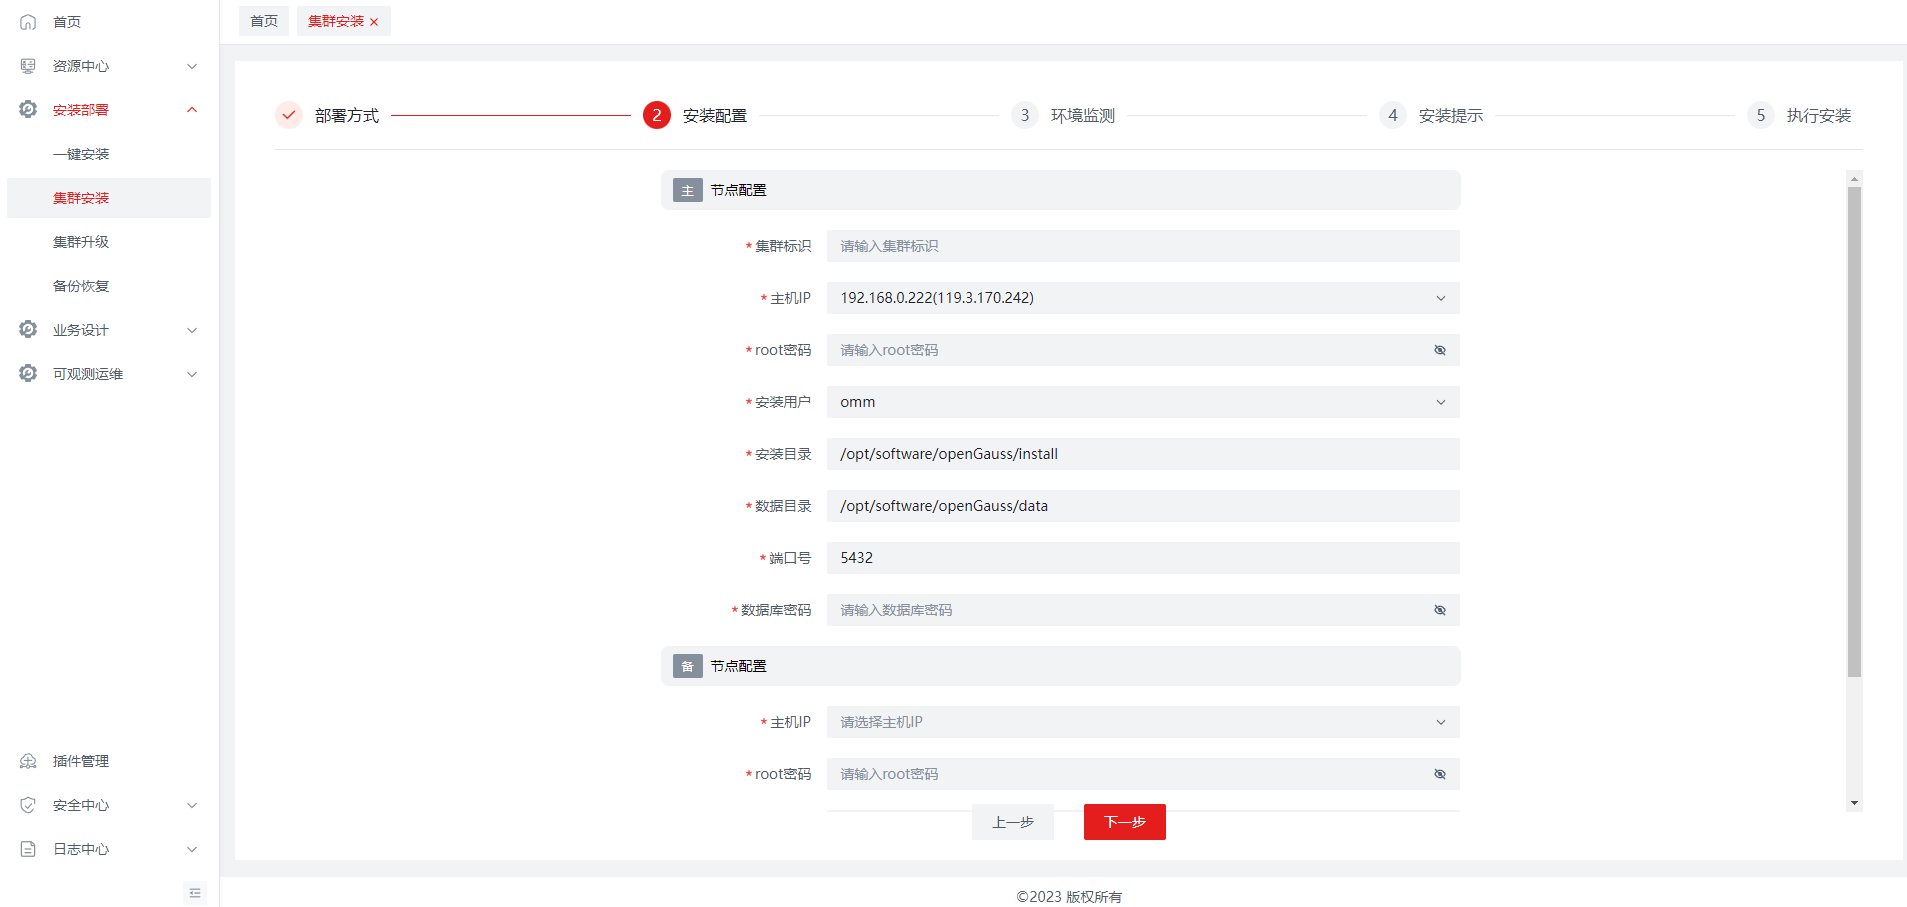 首页
资源中心
安装部署
一键安装
集群安装
集群升级
备份恢复
业务设计
可观测运维
插件管理
安全中心
日志中心
首页 集群安装 ×
部署方式 2 安装配置 3 环境监测 4 安装提示 5 执行安装
主 节点配置
*集群标识 请输入集群标识
*主机IP 192.168.0.222(119.3.170.242)
*root密码 请输入root密码
*安装用户 omm
*安装目录 /opt/software/openGauss/install
*数据目录 /opt/software/openGauss/data
*端口号 5432
*数据库密码 请输入数据库密码
备 节点配置
*主机IP 请选择主机IP
*root密码 请输入root密码
上一步 下一步
©2023 版权所有